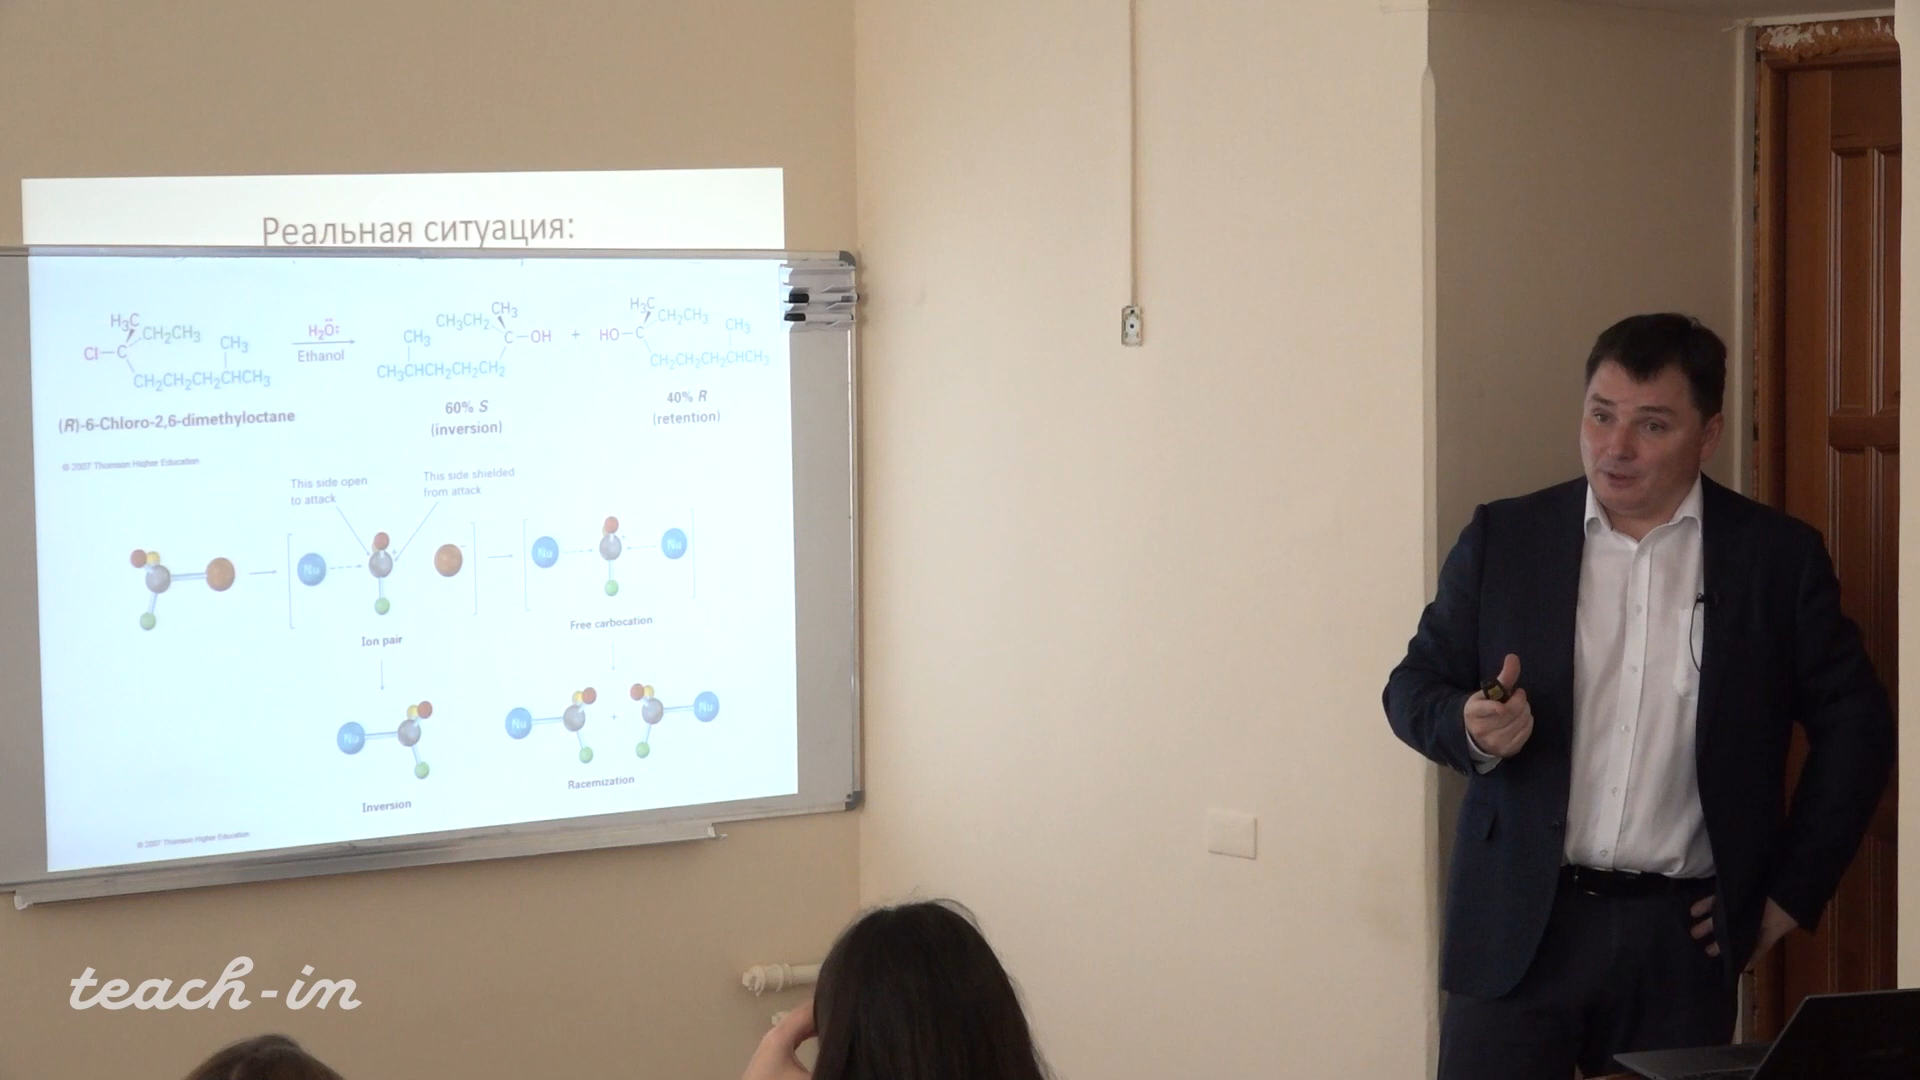 Реальная ситуация:
H₃C
CH₂CH₃
CH₃
Cl—C
CH₂CH₂CH₂CHCH₃
(R)-6-Chloro-2,6-dimethyloctane
H₂Ö:
Ethanol
CH₃
CH₃CH₂
CH₃
C—OH
CH₃CHCH₂CH₂CH₂
60% S
(inversion)
+
H₃C
CH₂CH₃
CH₃
HO—C
CH₂CH₂CH₂CHCH₃
40% R
(retention)
© 2007 Thomson Higher Education
This side open
to attack
This side shielded
from attack
Nu
Nu
Nu
Ion pair
Free carbocation
Nu
Nu
+
Nu
Inversion
Racemization
© 2007 Thomson Higher Education
teach-in